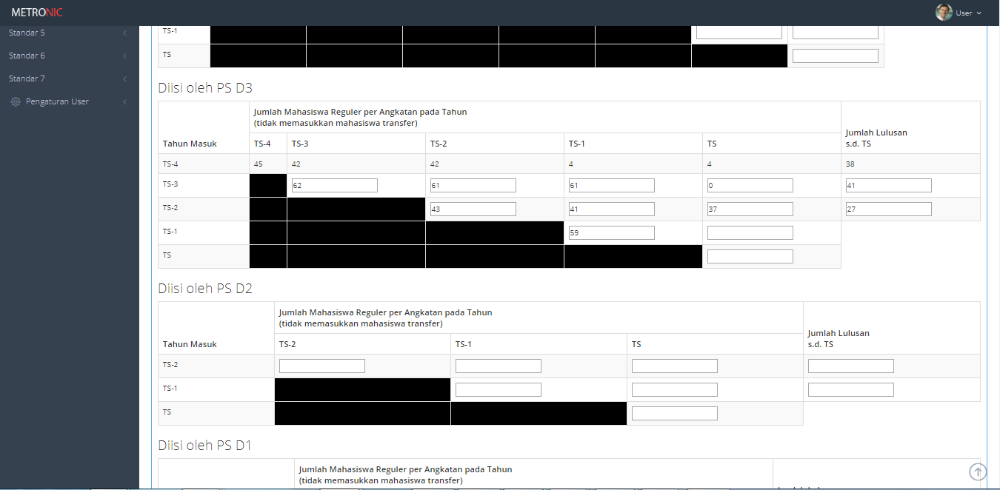 METRONIC
User
Standar 5
Standar 6
Standar 7
Pengaturan User
TS-1
TS
Diisi oleh PS D3
Jumlah Mahasiswa Reguler per Angkatan pada Tahun
(tidak memasukkan mahasiswa transfer)
Jumlah Lulusan
s.d. TS
Tahun Masuk TS-4 TS-3 TS-2 TS-1 TS
TS-4 45 42 42 4 4 38
TS-3 62 61 61 0 41
TS-2 43 41 37 27
TS-1 59
TS
Diisi oleh PS D2
Jumlah Mahasiswa Reguler per Angkatan pada Tahun
(tidak memasukkan mahasiswa transfer)
Jumlah Lulusan
s.d. TS
Tahun Masuk TS-2 TS-1 TS
TS-2
TS-1
TS
Diisi oleh PS D1
Jumlah Mahasiswa Reguler per Angkatan pada Tahun
(tidak memasukkan mahasiswa transfer)